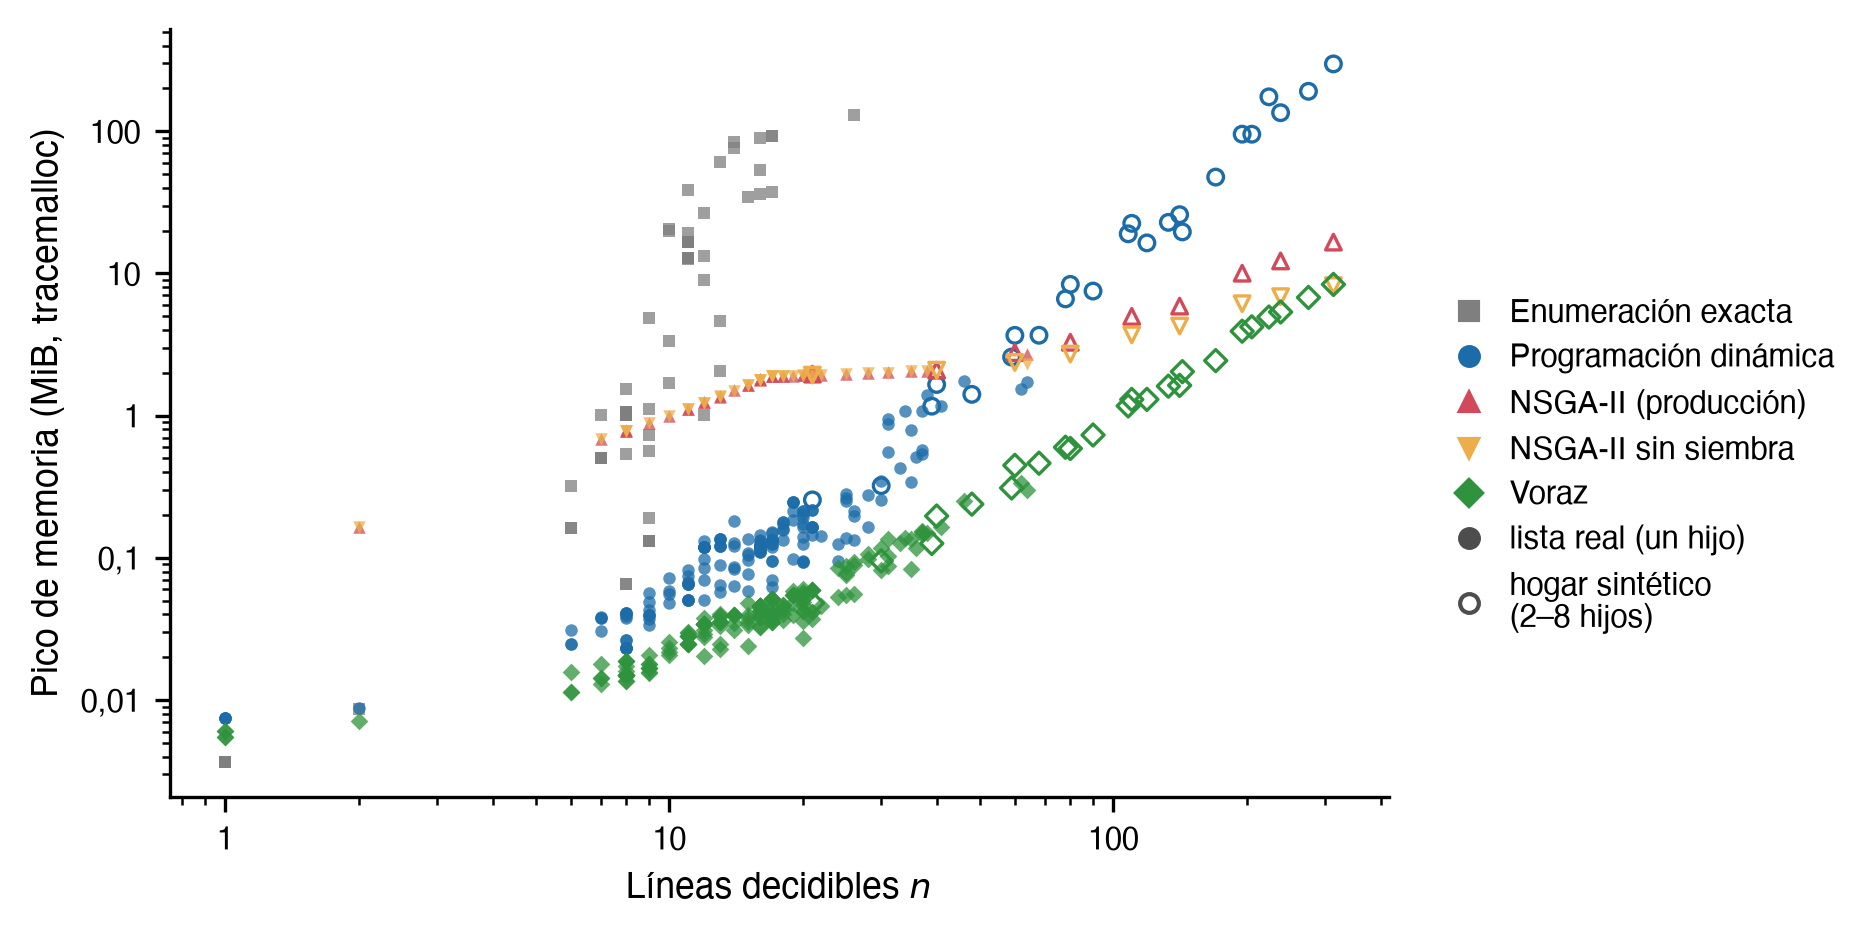 100
10
1
0,1
0,01
Pico de memoria (MiB, tracemalloc)
1
10
100
Líneas decidibles n
Enumeración exacta
Programación dinámica
NSGA-II (producción)
NSGA-II sin siembra
Voraz
lista real (un hijo)
hogar sintético
(2–8 hijos)